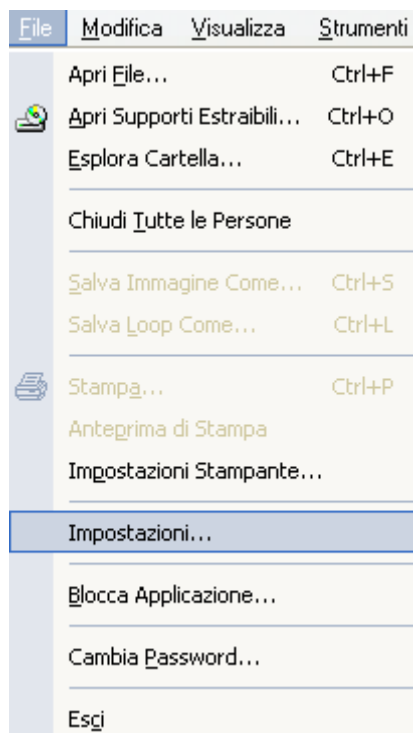 File Modifica Visualizza Strumenti
Apri File... Ctrl+F
Apri Supporti Estraibili... Ctrl+O
Esplora Cartella... Ctrl+E
Chiudi Tutte le Persone
Salva Immagine Come... Ctrl+S
Salva Loop Come... Ctrl+L
Stampa... Ctrl+P
Anteprima di Stampa
Impostazioni Stampante...
Impostazioni...
Blocca Applicazione...
Cambia Password...
Esci